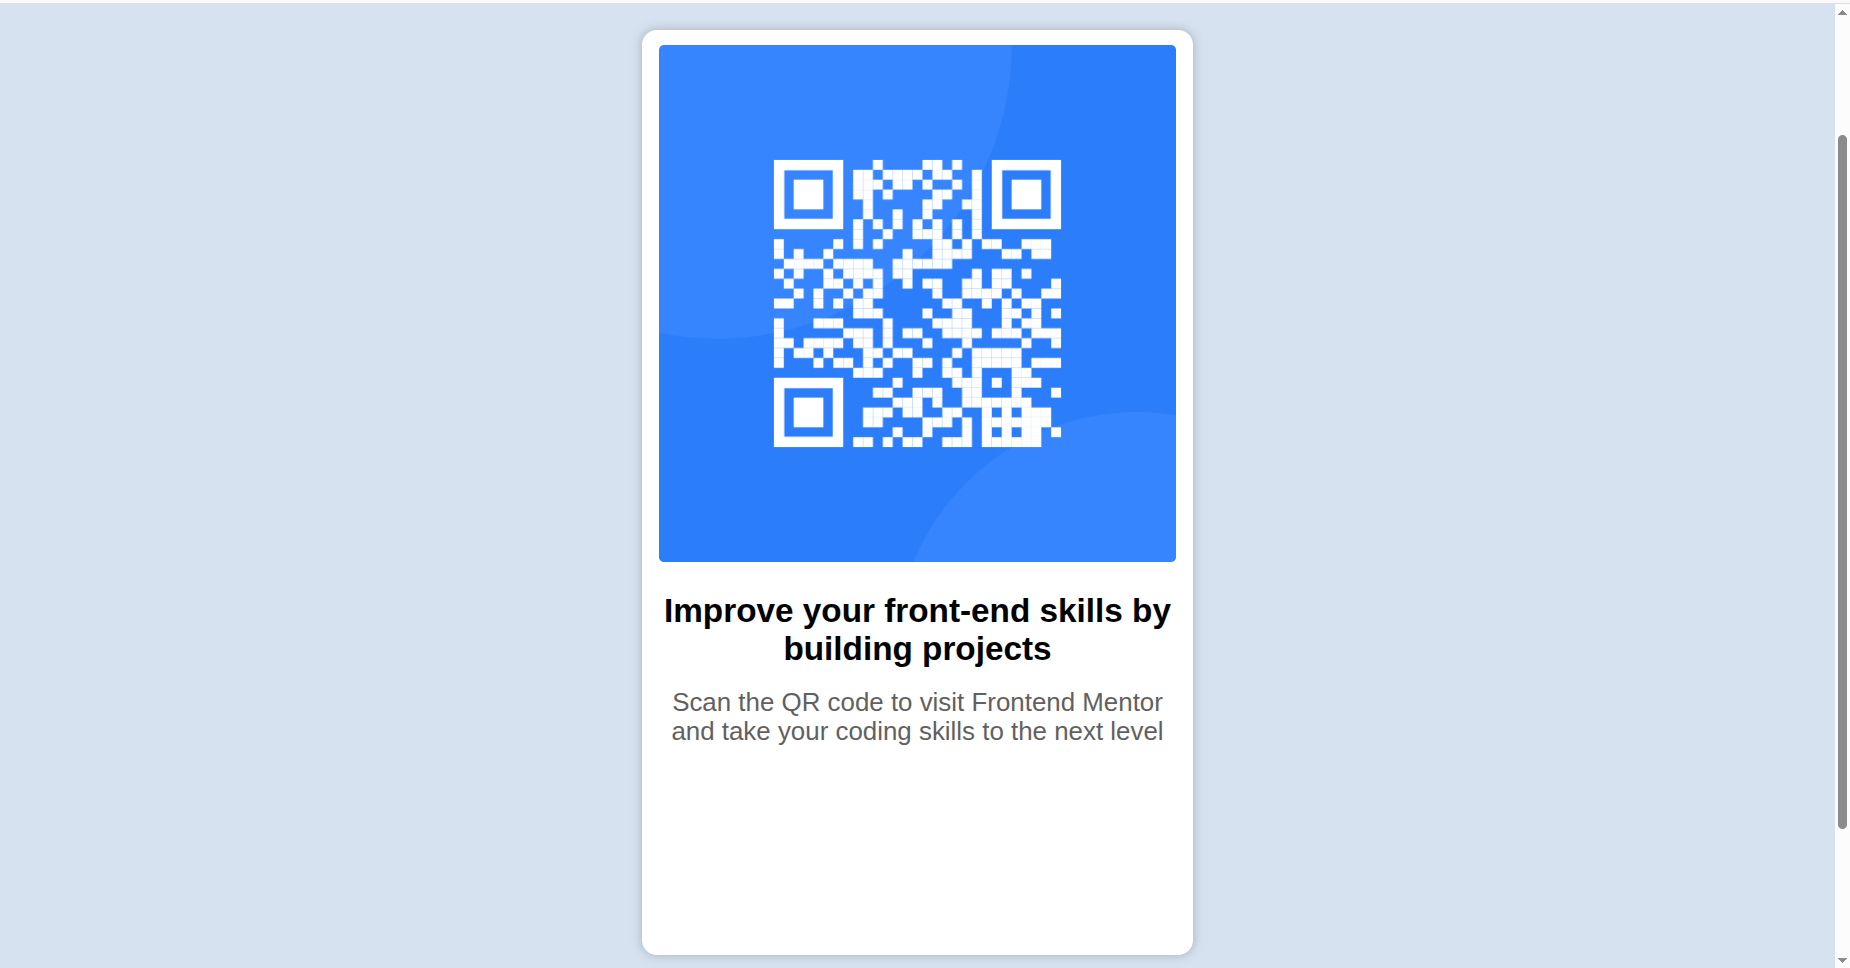 Improve your front-end skills by
building projects
Scan the QR code to visit Frontend Mentor
and take your coding skills to the next level